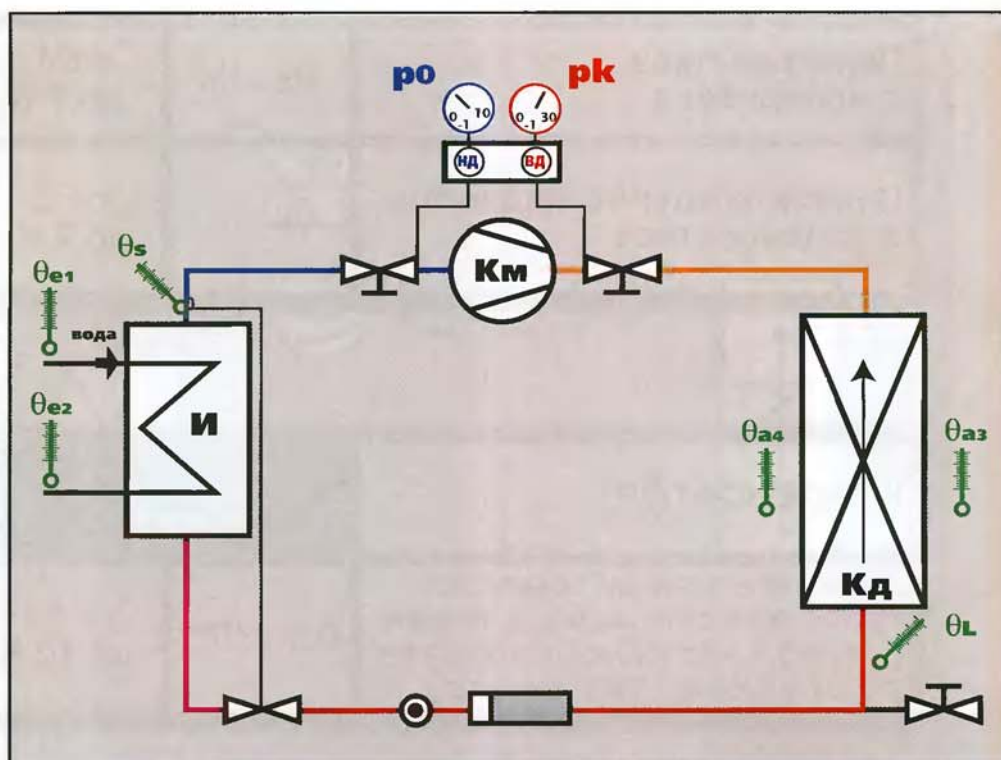 po pk
0 -1 10
0 -1 30
НД ВД
Км
θs
θe1
вода
θe2
И
θa4
θa3
Кд
θL